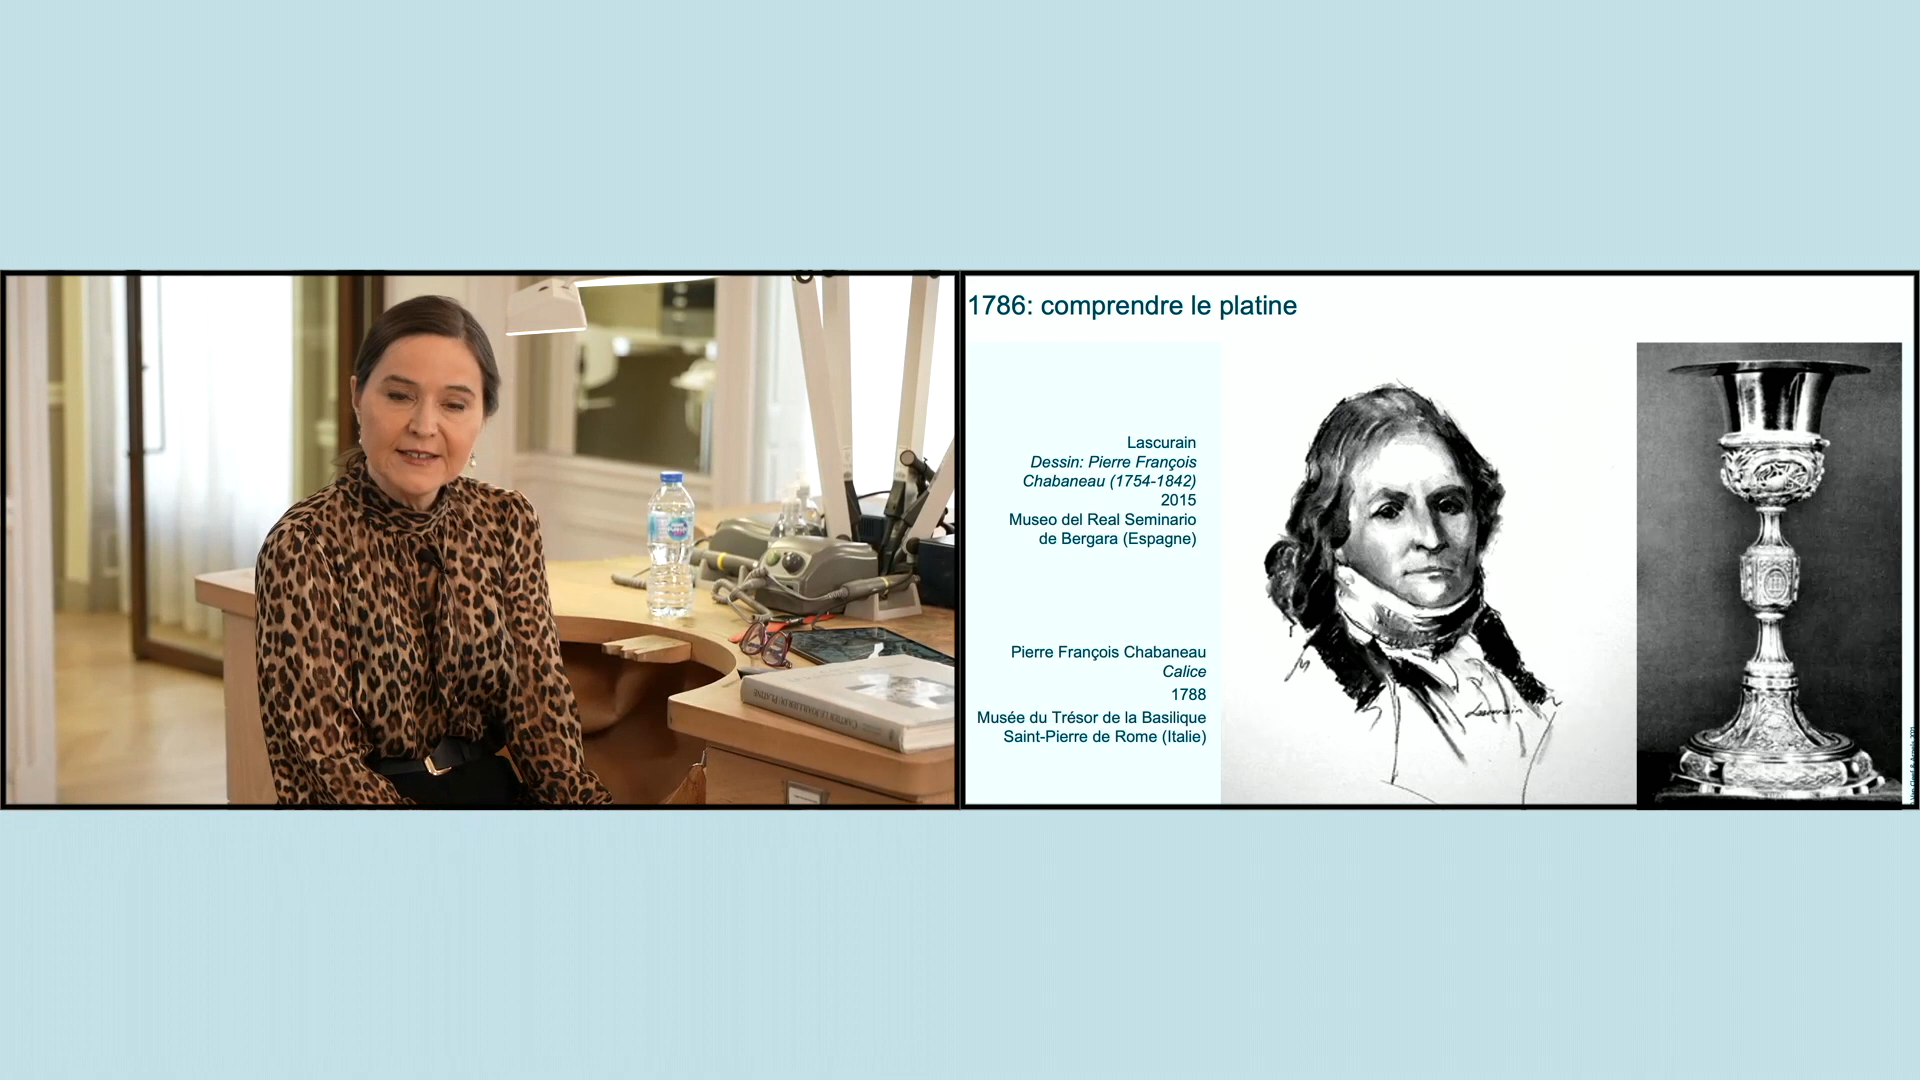 1786: comprendre le platine
Lascurain
Dessin: Pierre François
Chabaneau (1754-1842)
2015
Museo del Real Seminario
de Bergara (Espagne)
Pierre François Chabaneau
Calice
1788
Musée du Trésor de la Basilique
Saint-Pierre de Rome (Italie)
Lascurain